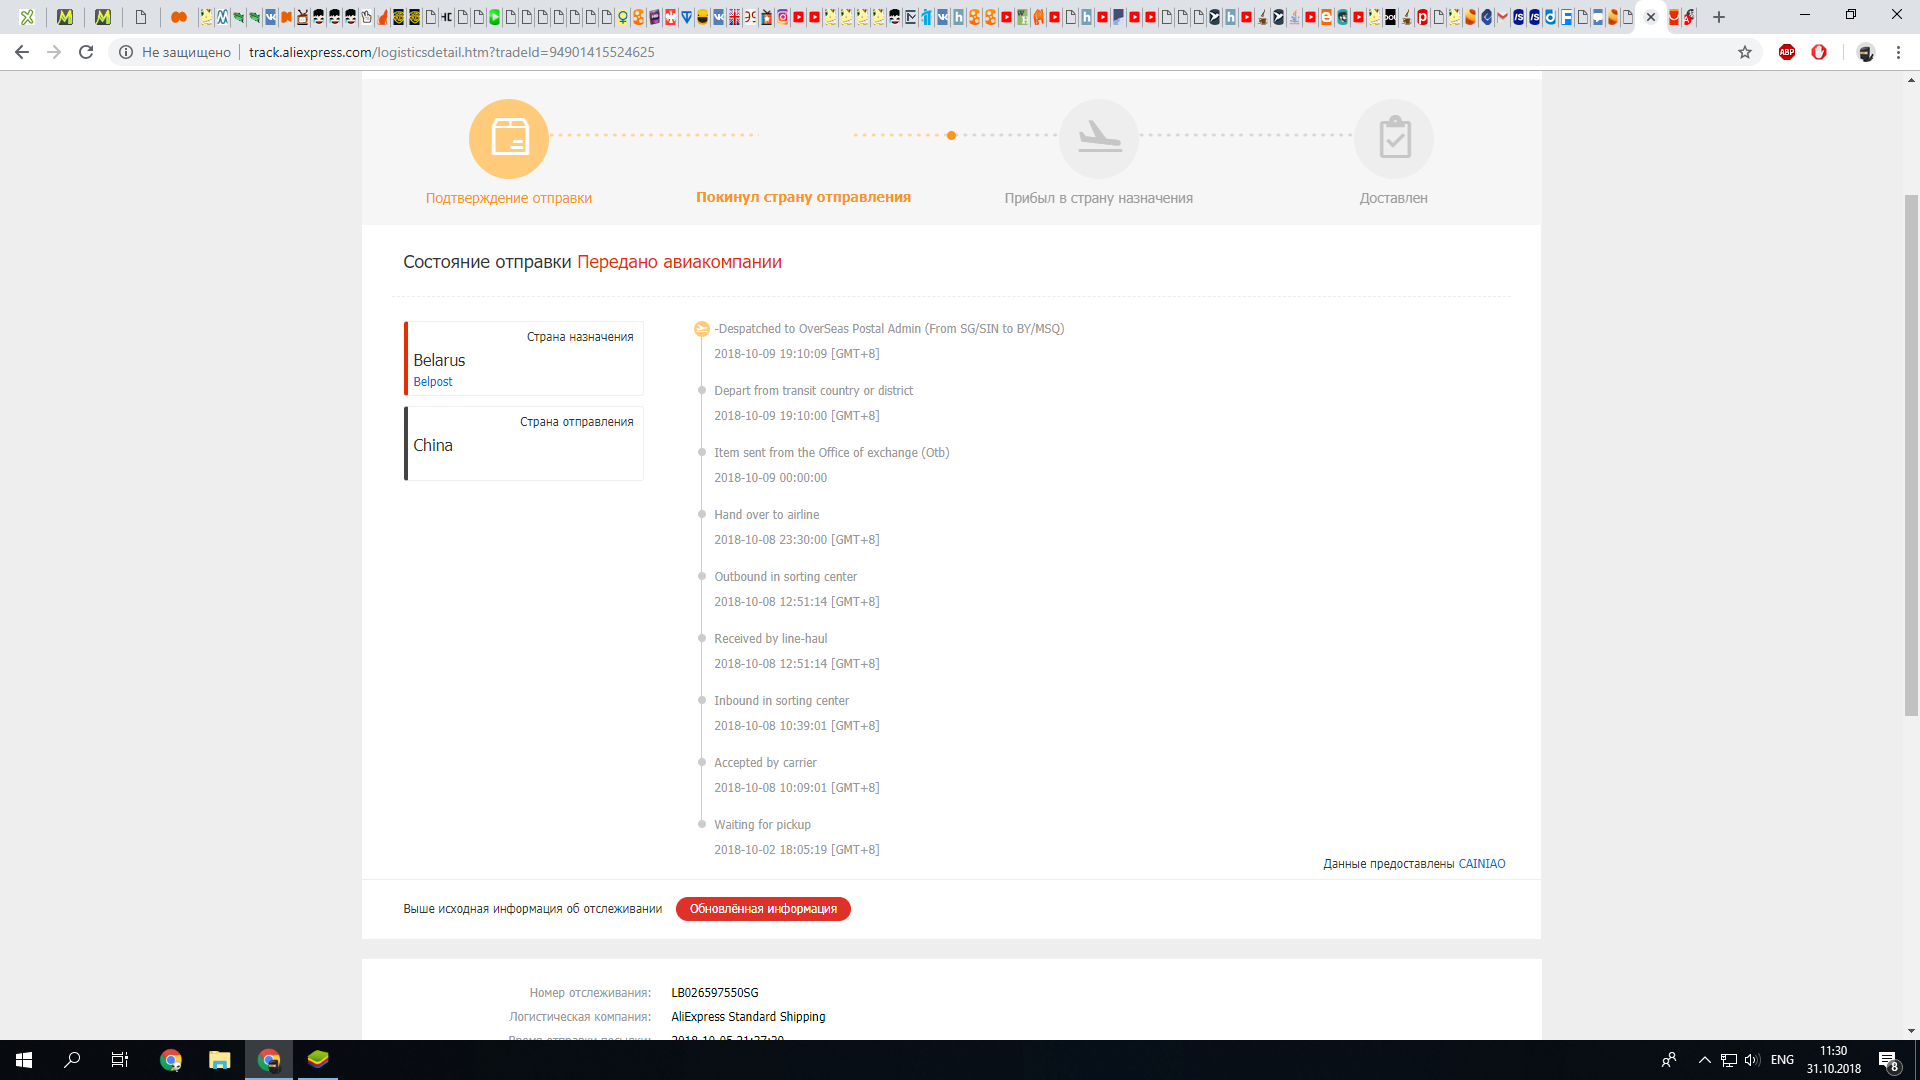 Не защищено
track.aliexpress.com/logisticsdetail.htm?tradeId=94901415524625
ABP
Подтверждение отправки
Покинул страну отправления
Прибыл в страну назначения
Доставлен
Состояние отправки Передано авиакомпании
Страна назначения
Belarus
Belpost
Страна отправления
China
-Despatched to OverSeas Postal Admin (From SG/SIN to BY/MSQ)
2018-10-09 19:10:09 [GMT+8]
Depart from transit country or district
2018-10-09 19:10:00 [GMT+8]
Item sent from the Office of exchange (Otb)
2018-10-09 00:00:00
Hand over to airline
2018-10-08 23:30:00 [GMT+8]
Outbound in sorting center
2018-10-08 12:51:14 [GMT+8]
Received by line-haul
2018-10-08 12:51:14 [GMT+8]
Inbound in sorting center
2018-10-08 10:39:01 [GMT+8]
Accepted by carrier
2018-10-08 10:09:01 [GMT+8]
Waiting for pickup
2018-10-02 18:05:19 [GMT+8]
Данные предоставлены CAINIAO
Выше исходная информация об отслеживании
Обновлённая информация
Номер отслеживания: LB026597550SG
Логистическая компания: AliExpress Standard Shipping
ENG
11:30
31.10.2018
8